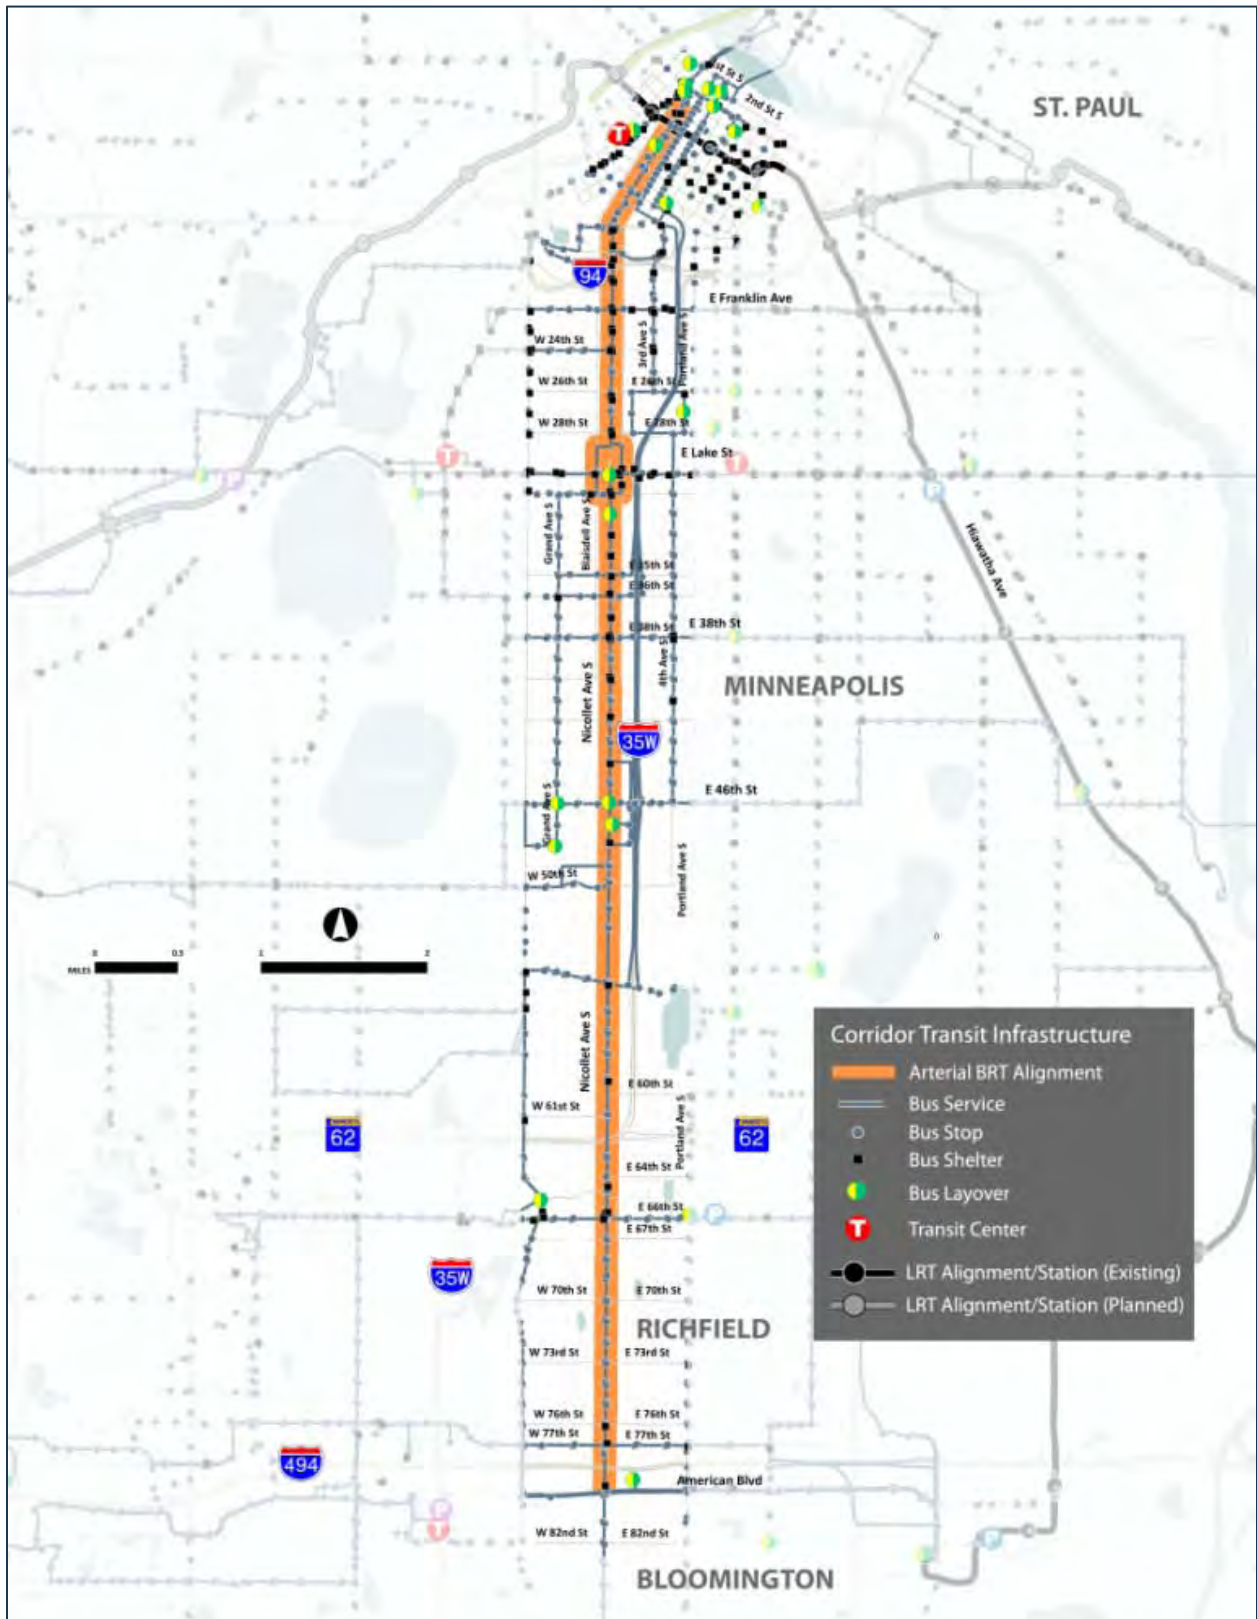 1st St S
2nd St S
ST. PAUL
T
94
E Franklin Ave
W 24th St
3rd Ave S
Portland Ave S
W 26th St
E 26th St
W 28th St
E 28th St
E Lake St
T
T
P
P
Grand Ave S
Blaisdell Ave S
Hiawatha Ave
E 35th St
E 36th St
E 38th St
E 38th St
4th Ave S
MINNEAPOLIS
Nicollet Ave S
35W
E 46th St
Grand Ave S
W 50th St
Portland Ave S
0
0.5
1
2
MILES
Nicollet Ave S
E 60th St
W 61st St
Portland Ave S
62
62
E 64th St
E 66th St
P
E 67th St
35W
W 70th St
E 70th St
RICHFIELD
W 73rd St
E 73rd St
W 76th St
E 76th St
W 77th St
E 77th St
494
American Blvd
P
T
W 82nd St
E 82nd St
P
BLOOMINGTON
Corridor Transit Infrastructure
Arterial BRT Alignment
Bus Service
Bus Stop
Bus Shelter
Bus Layover
T Transit Center
LRT Alignment/Station (Existing)
LRT Alignment/Station (Planned)